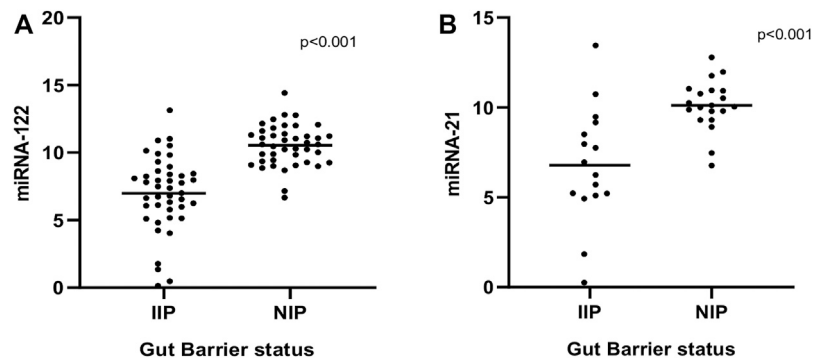 A
miRNA-122
20
15
10
5
0
p<0.001
IIP
NIP
Gut Barrier status
B
miRNA-21
15
10
5
0
p<0.001
IIP
NIP
Gut Barrier status